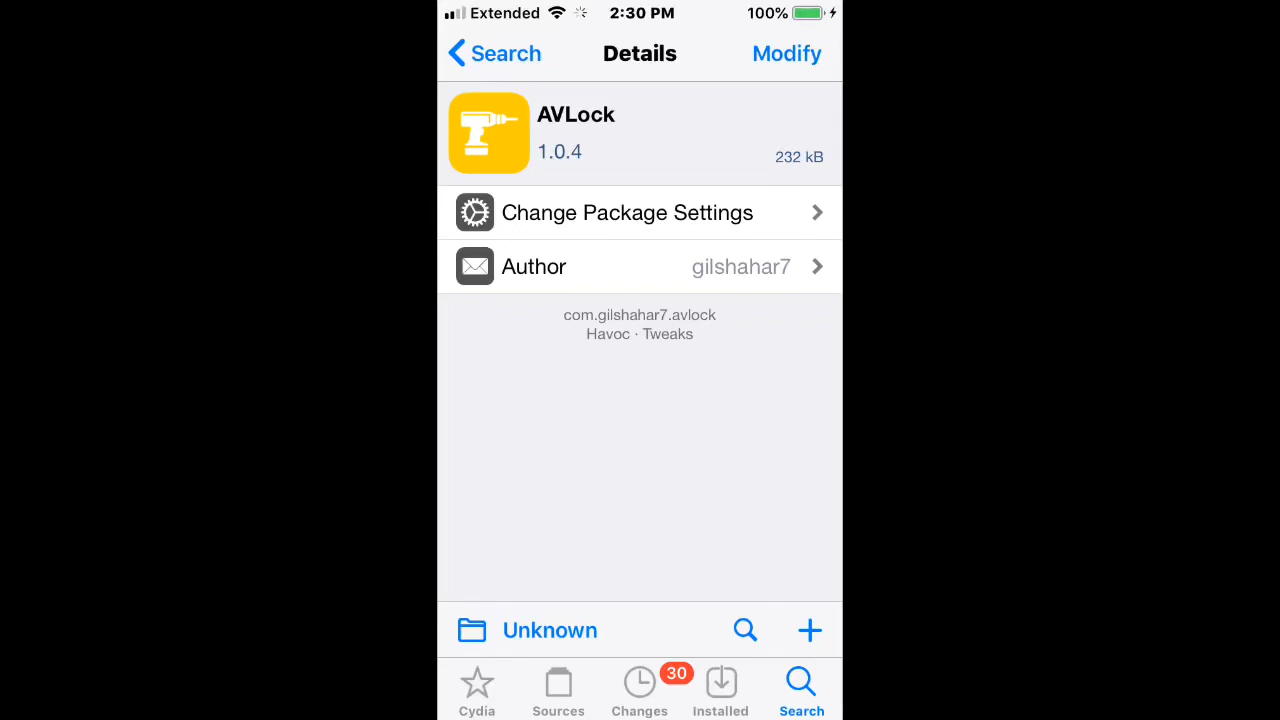 Extended 2:30 PM 100%
Search Details Modify
AVLock
1.0.4 232 kB
Change Package Settings
Author gilshahar7
com.gilshahar7.avlock
Havoc · Tweaks
Unknown
30
Cydia Sources Changes Installed Search